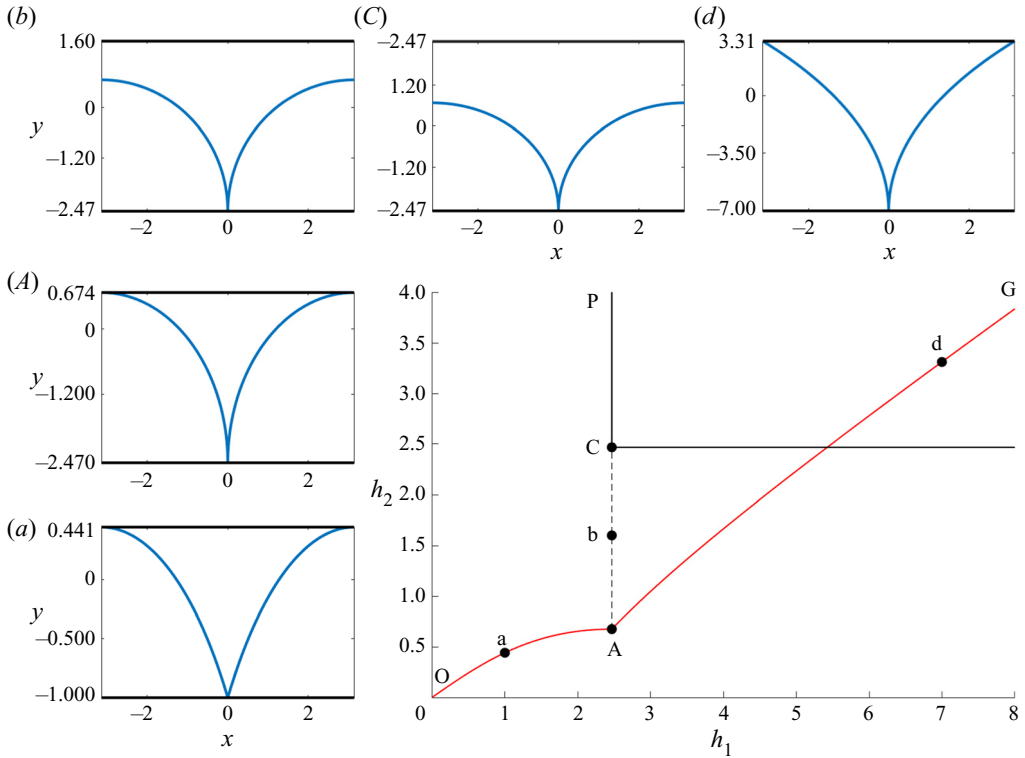 (b)
1.60
y
0
−1.20
−2.47
−2 0 2
(C)
−2.47
1.20
y
0
−1.20
−2.47
−2 0 2
x
(d)
3.31
y
0
−3.50
−7.00
−2 0 2
x
(A)
0.674
0
y
−1.200
−2.470
−2 0 2
(a)
0.441
0
y
−0.500
−1.000
−2 0 2
x
4.0
3.5
3.0
2.5
h2
2.0
1.5
1.0
0.5
0 1 2 3 4 5 6 7 8
h1
P
G
d
C
b
a
A
O